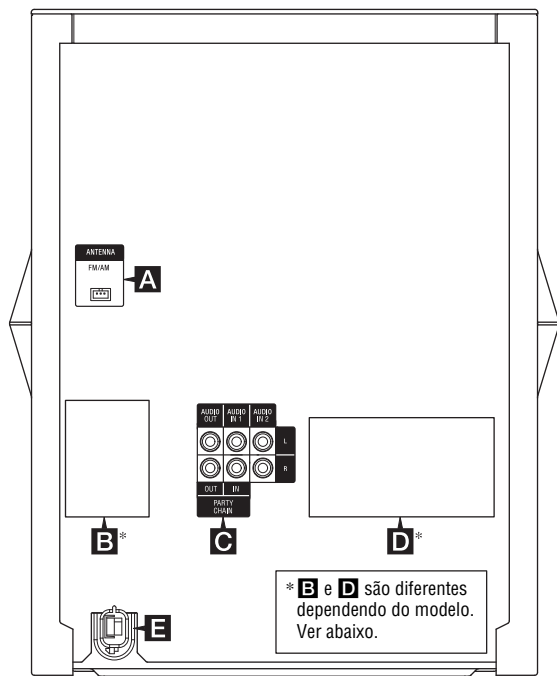 ANTENNA
FM/AM
A
AUDIO OUT AUDIO IN 1 AUDIO IN 2
L
R
OUT IN
PARTY CHAIN
B*
C
D*
* B e D são diferentes
dependendo do modelo.
Ver abaixo.
E